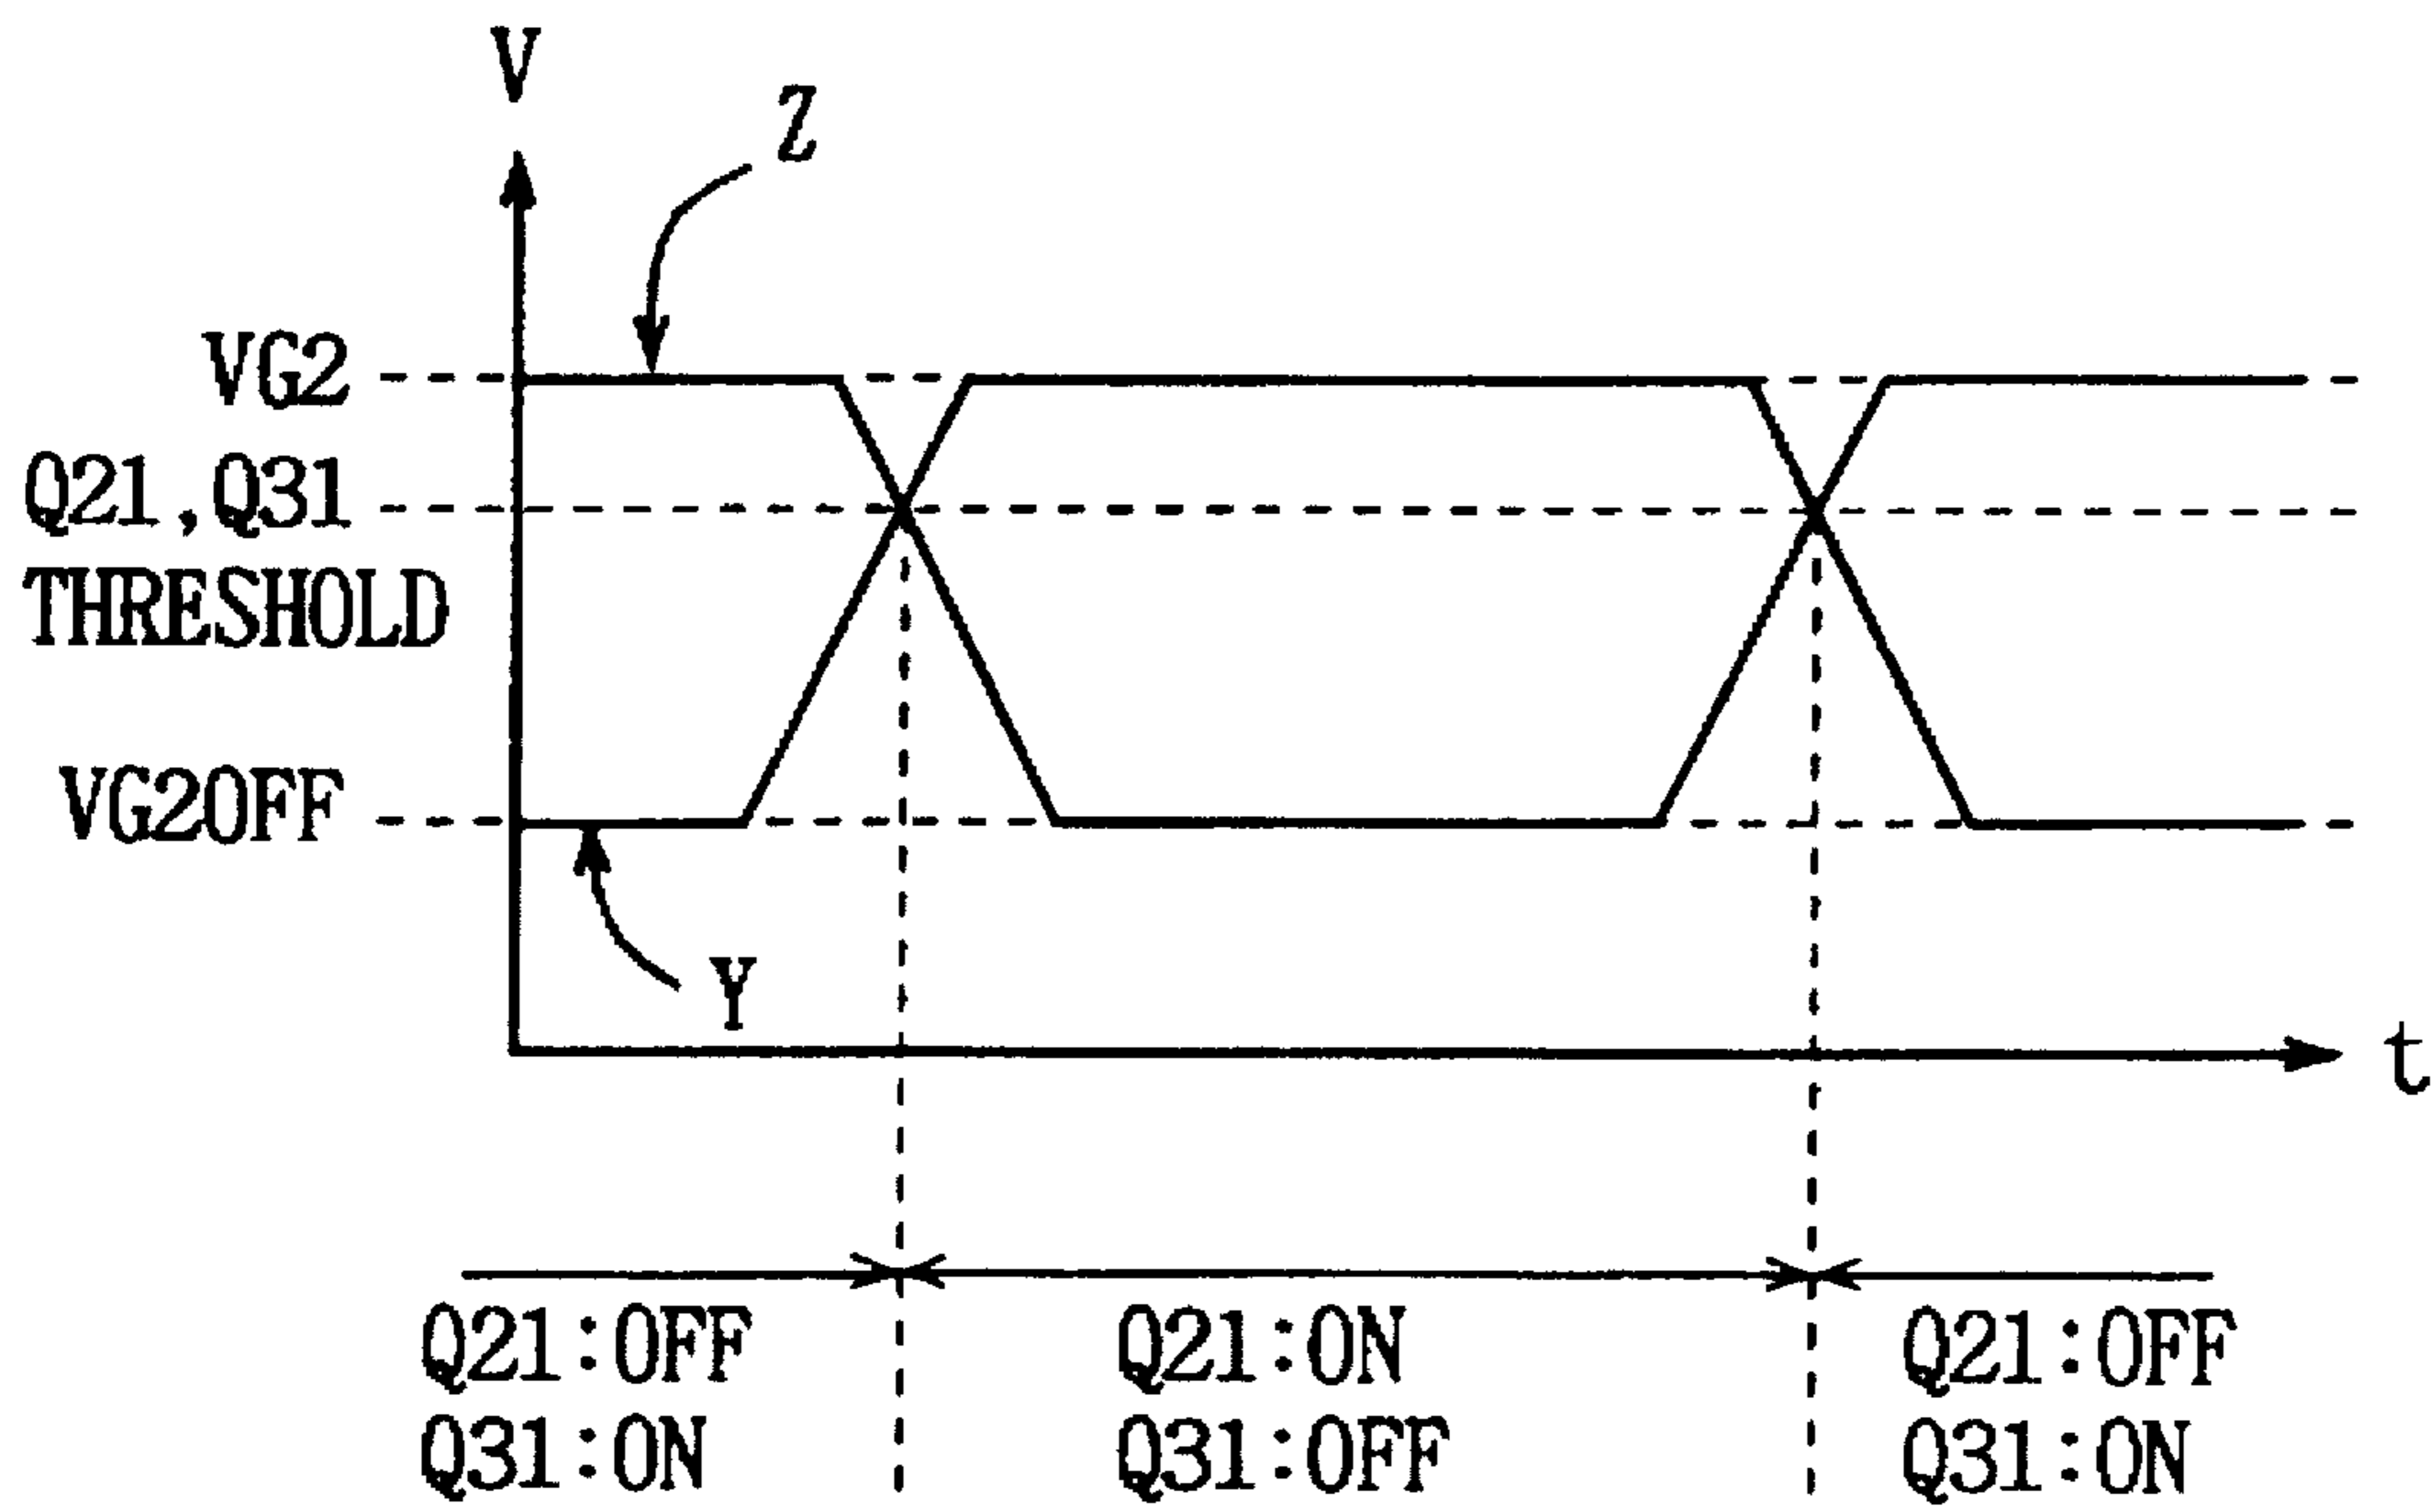 V
Z
VG2
Q21,Q31
THRESHOLD
VG2OFF
Y
t
Q21:OFF
Q31:ON
Q21:ON
Q31:OFF
Q21:OFF
Q31:ON